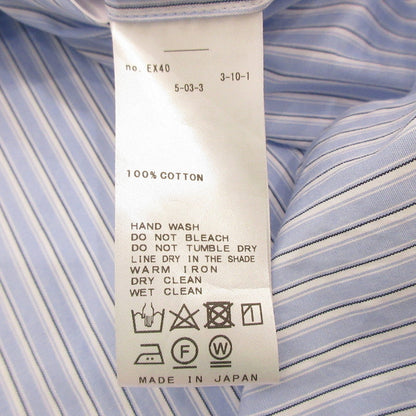 no. EX40
5-03-3 3-10-1
100% COTTON
HAND WASH
DO NOT BLEACH
DO NOT TUMBLE DRY
LINE DRY IN THE SHADE
WARM IRON
DRY CLEAN
WET CLEAN
F W
MADE IN JAPAN